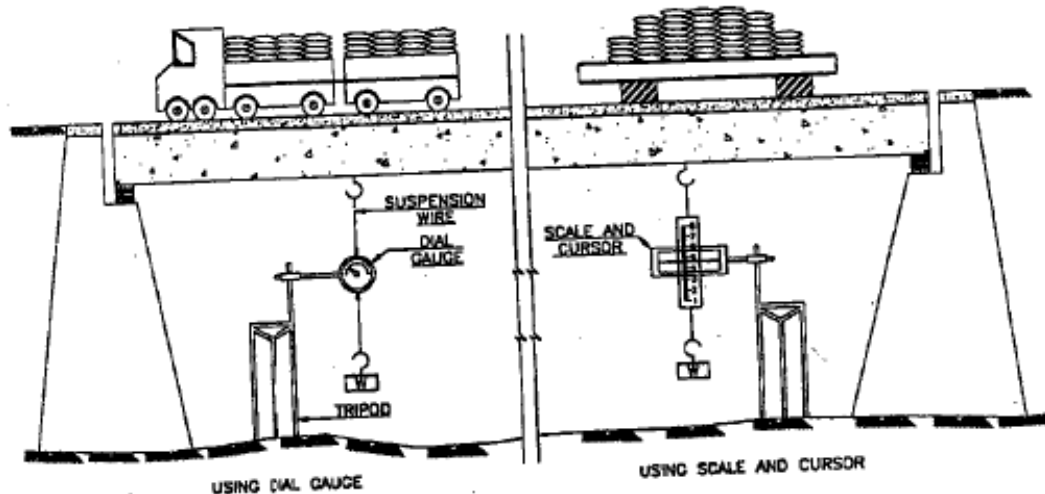 SUSPENSION
WIRE
DIAL
GAUGE
W
TRIPOD
USING DIAL GAUGE
SCALE AND
CURSOR
W
USING SCALE AND CURSOR